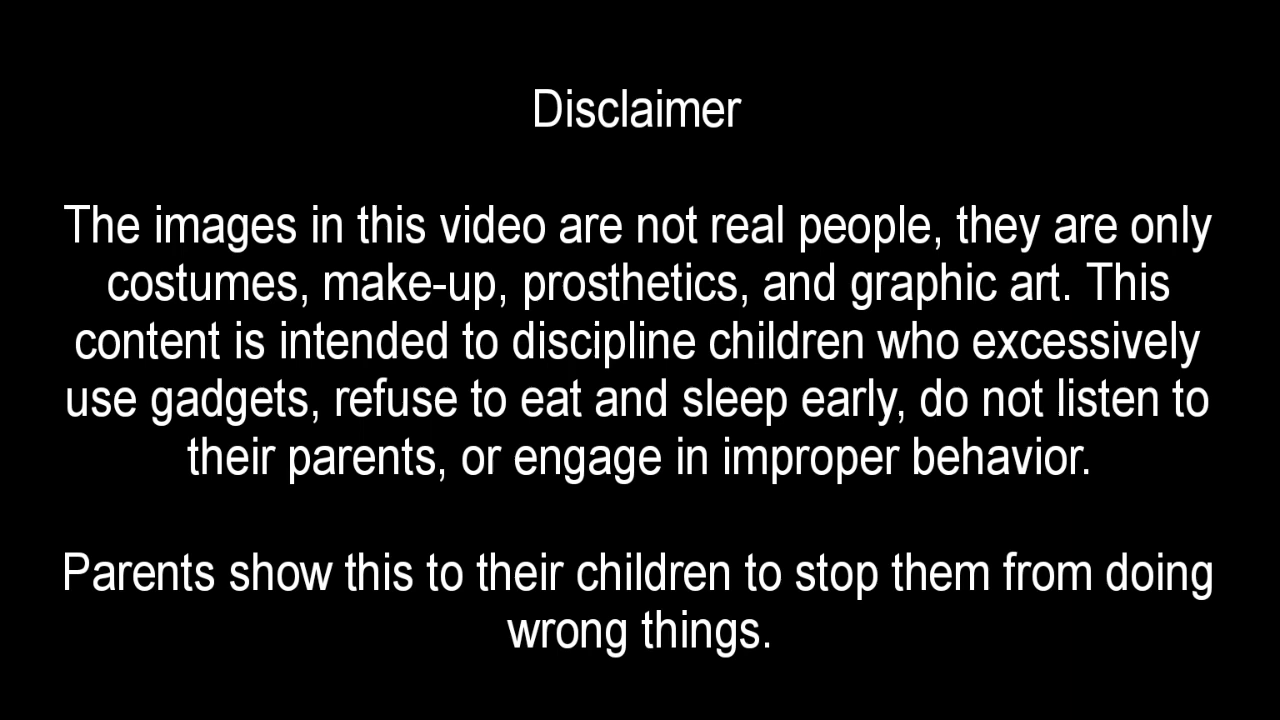 Disclaimer
The images in this video are not real people, they are only
costumes, make-up, prosthetics, and graphic art. This
content is intended to discipline children who excessively
use gadgets, refuse to eat and sleep early, do not listen to
their parents, or engage in improper behavior.
Parents show this to their children to stop them from doing
wrong things.